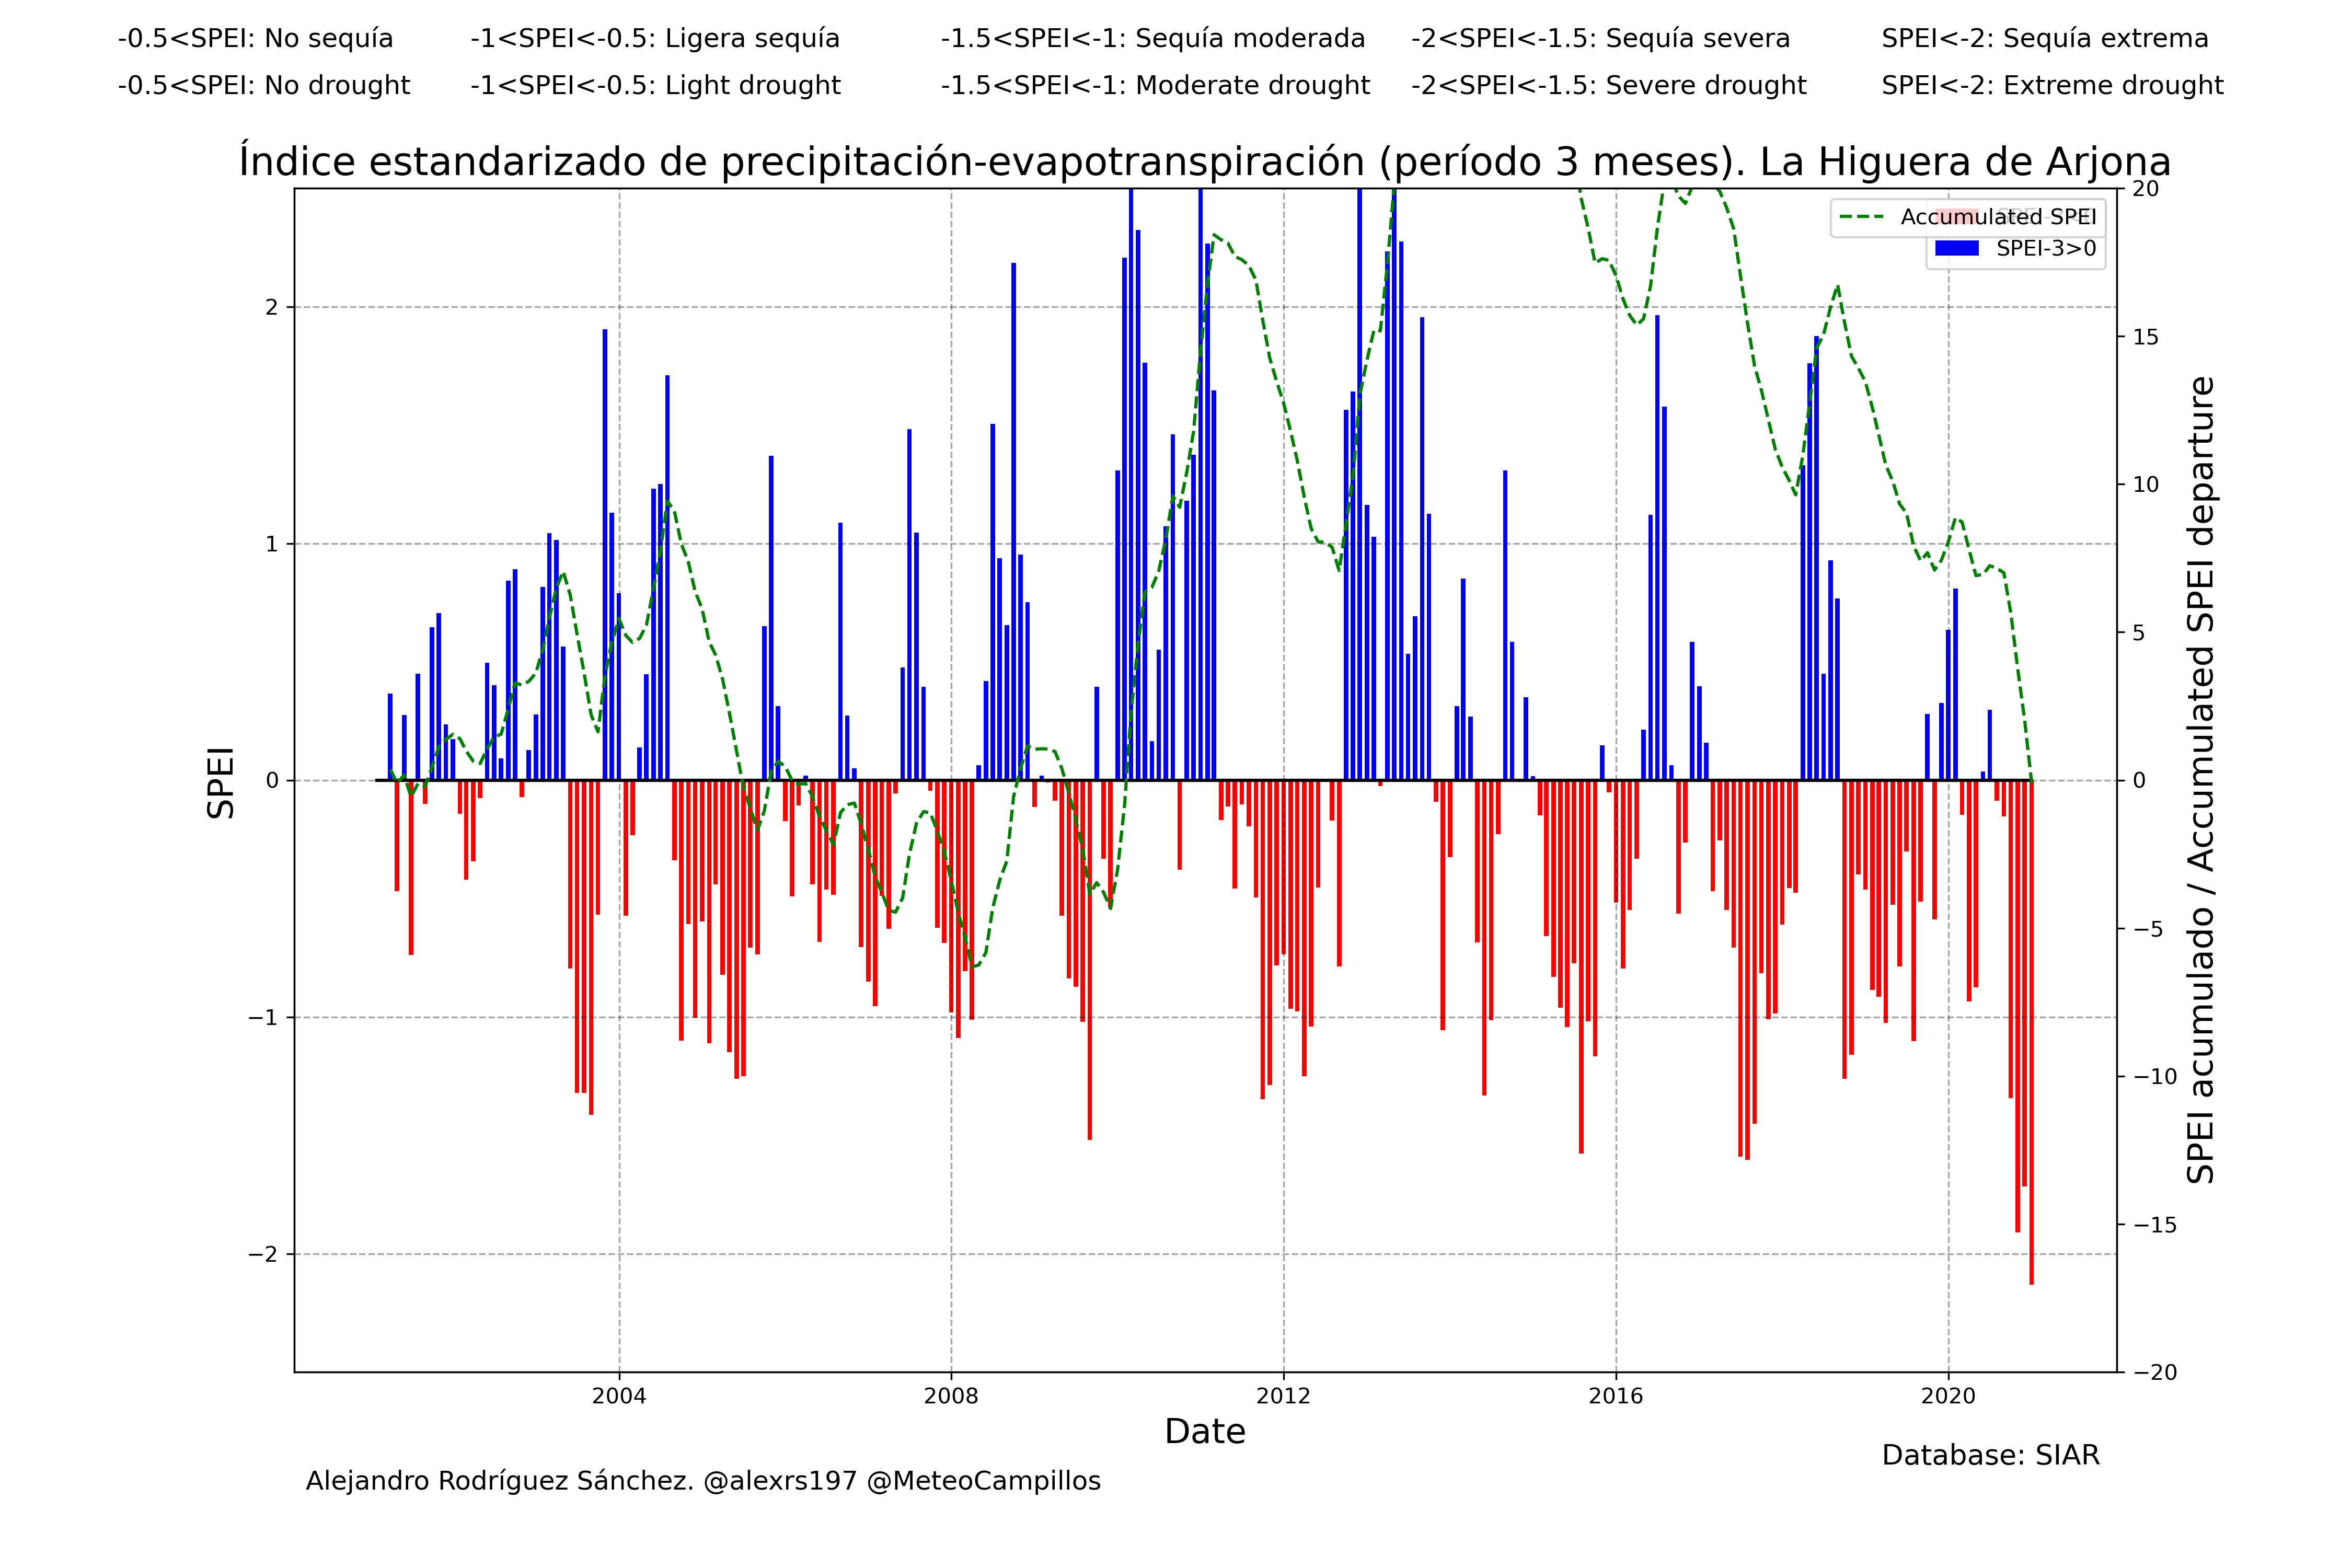 -0.5<SPEI: No sequía -1<SPEI<-0.5: Ligera sequía -1.5<SPEI<-1: Sequía moderada -2<SPEI<-1.5: Sequía severa SPEI<-2: Sequía extrema
-0.5<SPEI: No drought -1<SPEI<-0.5: Light drought -1.5<SPEI<-1: Moderate drought -2<SPEI<-1.5: Severe drought SPEI<-2: Extreme drought
Índice estandarizado de precipitación-evapotranspiración (período 3 meses). La Higuera de Arjona
Accumulated SPEI
SPEI-3>0
SPEI
2
1
0
−1
−2
20
15
10
5
0
−5
−10
−15
−20
SPEI acumulado / Accumulated SPEI departure
2004 2008 2012 2016 2020
Date
Database: SIAR
Alejandro Rodríguez Sánchez. @alexrs197 @MeteoCampillos